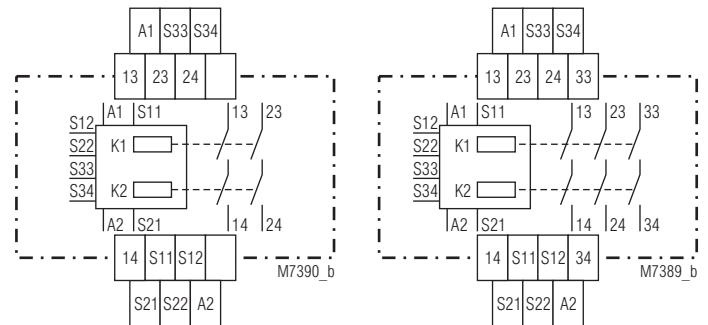 A1 S33 S34
13 23 24
A1 S11 13 23
S12
S22
S33
S34
K1
K2
A2 S21 14 24
14 S11 S12
M7390_b
S21 S22 A2
A1 S33 S34
13 23 24 33
A1 S11 13 23 33
S12
S22
S33
S34
K1
K2
A2 S21 14 24 34
14 S11 S12 34
M7389_b
S21 S22 A2